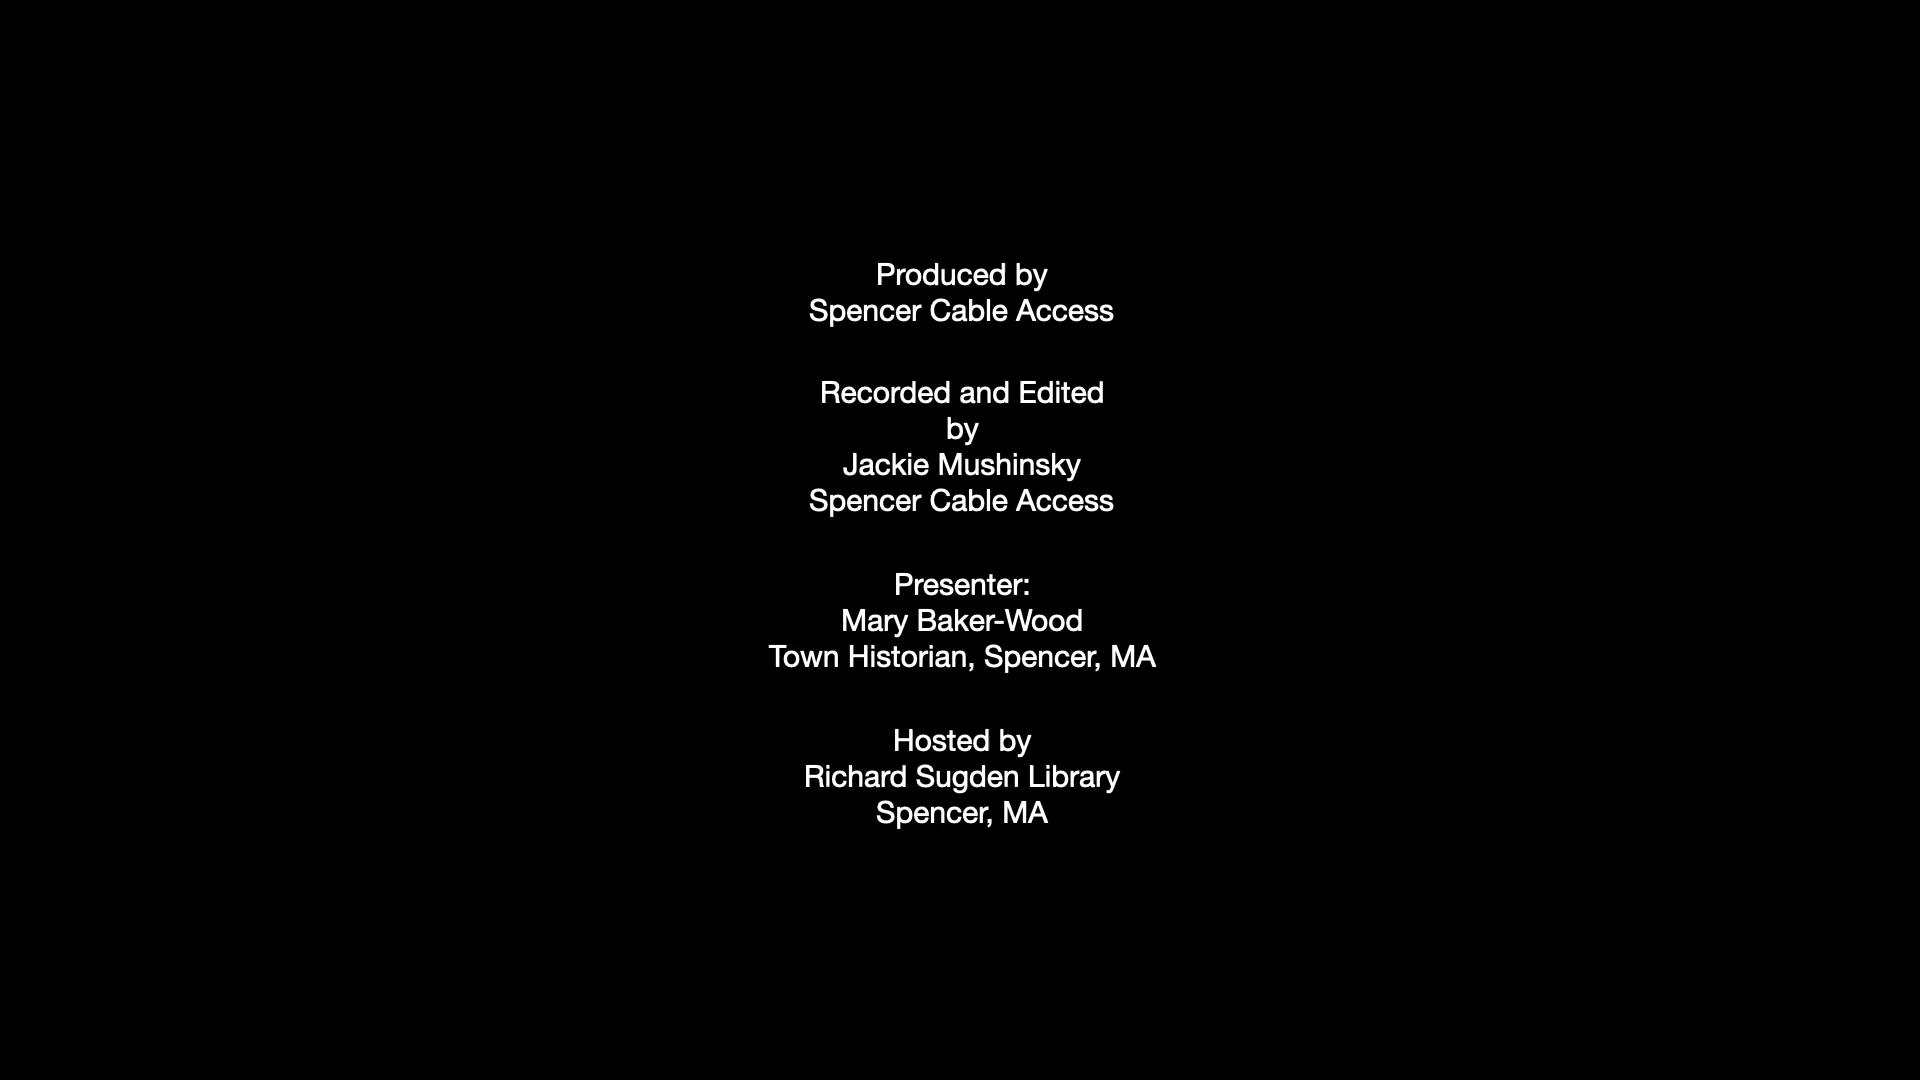 Produced by
Spencer Cable Access
Recorded and Edited
by
Jackie Mushinsky
Spencer Cable Access
Presenter:
Mary Baker-Wood
Town Historian, Spencer, MA
Hosted by
Richard Sugden Library
Spencer, MA